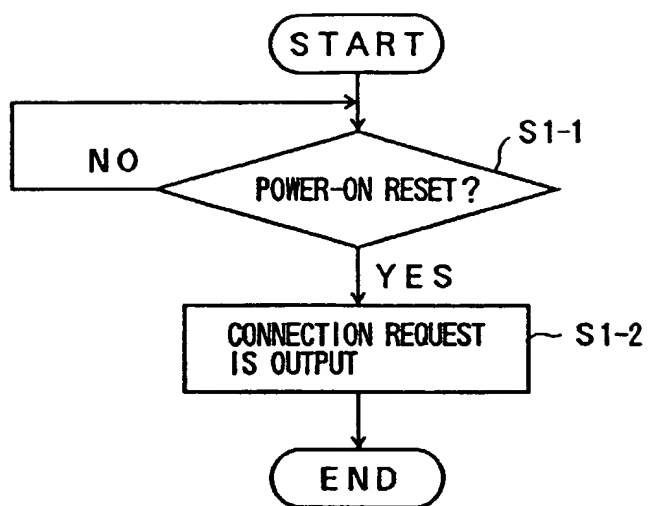 START
S1-1
NO
POWER-ON RESET?
YES
CONNECTION REQUEST
IS OUTPUT
S1-2
END